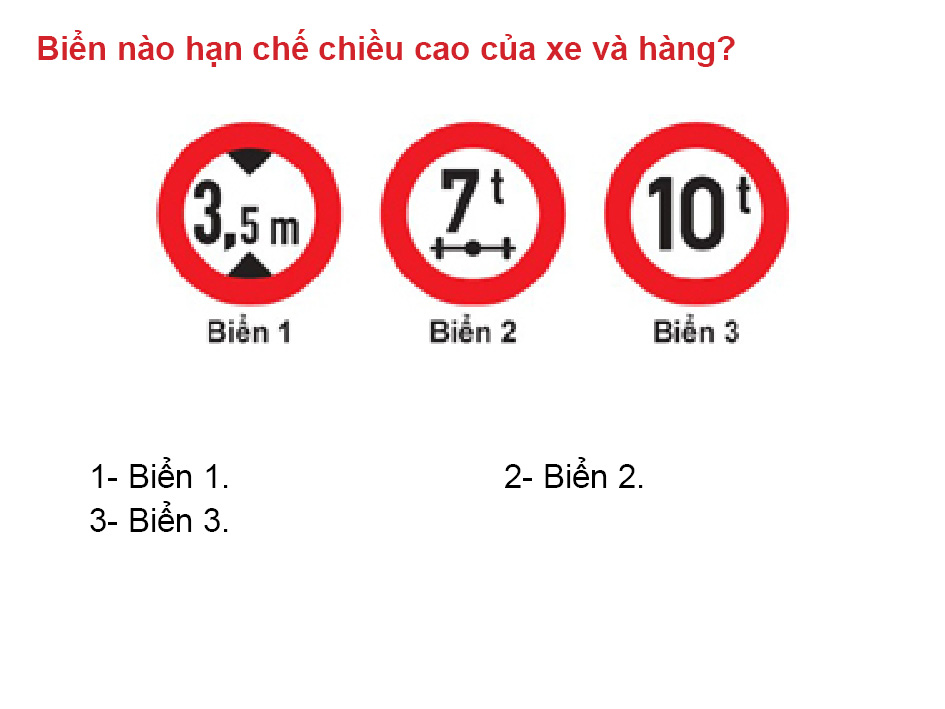 Biển nào hạn chế chiều cao của xe và hàng?
3,5 m
7 t
10 t
Biển 1
Biển 2
Biển 3
1- Biển 1.
2- Biển 2.
3- Biển 3.